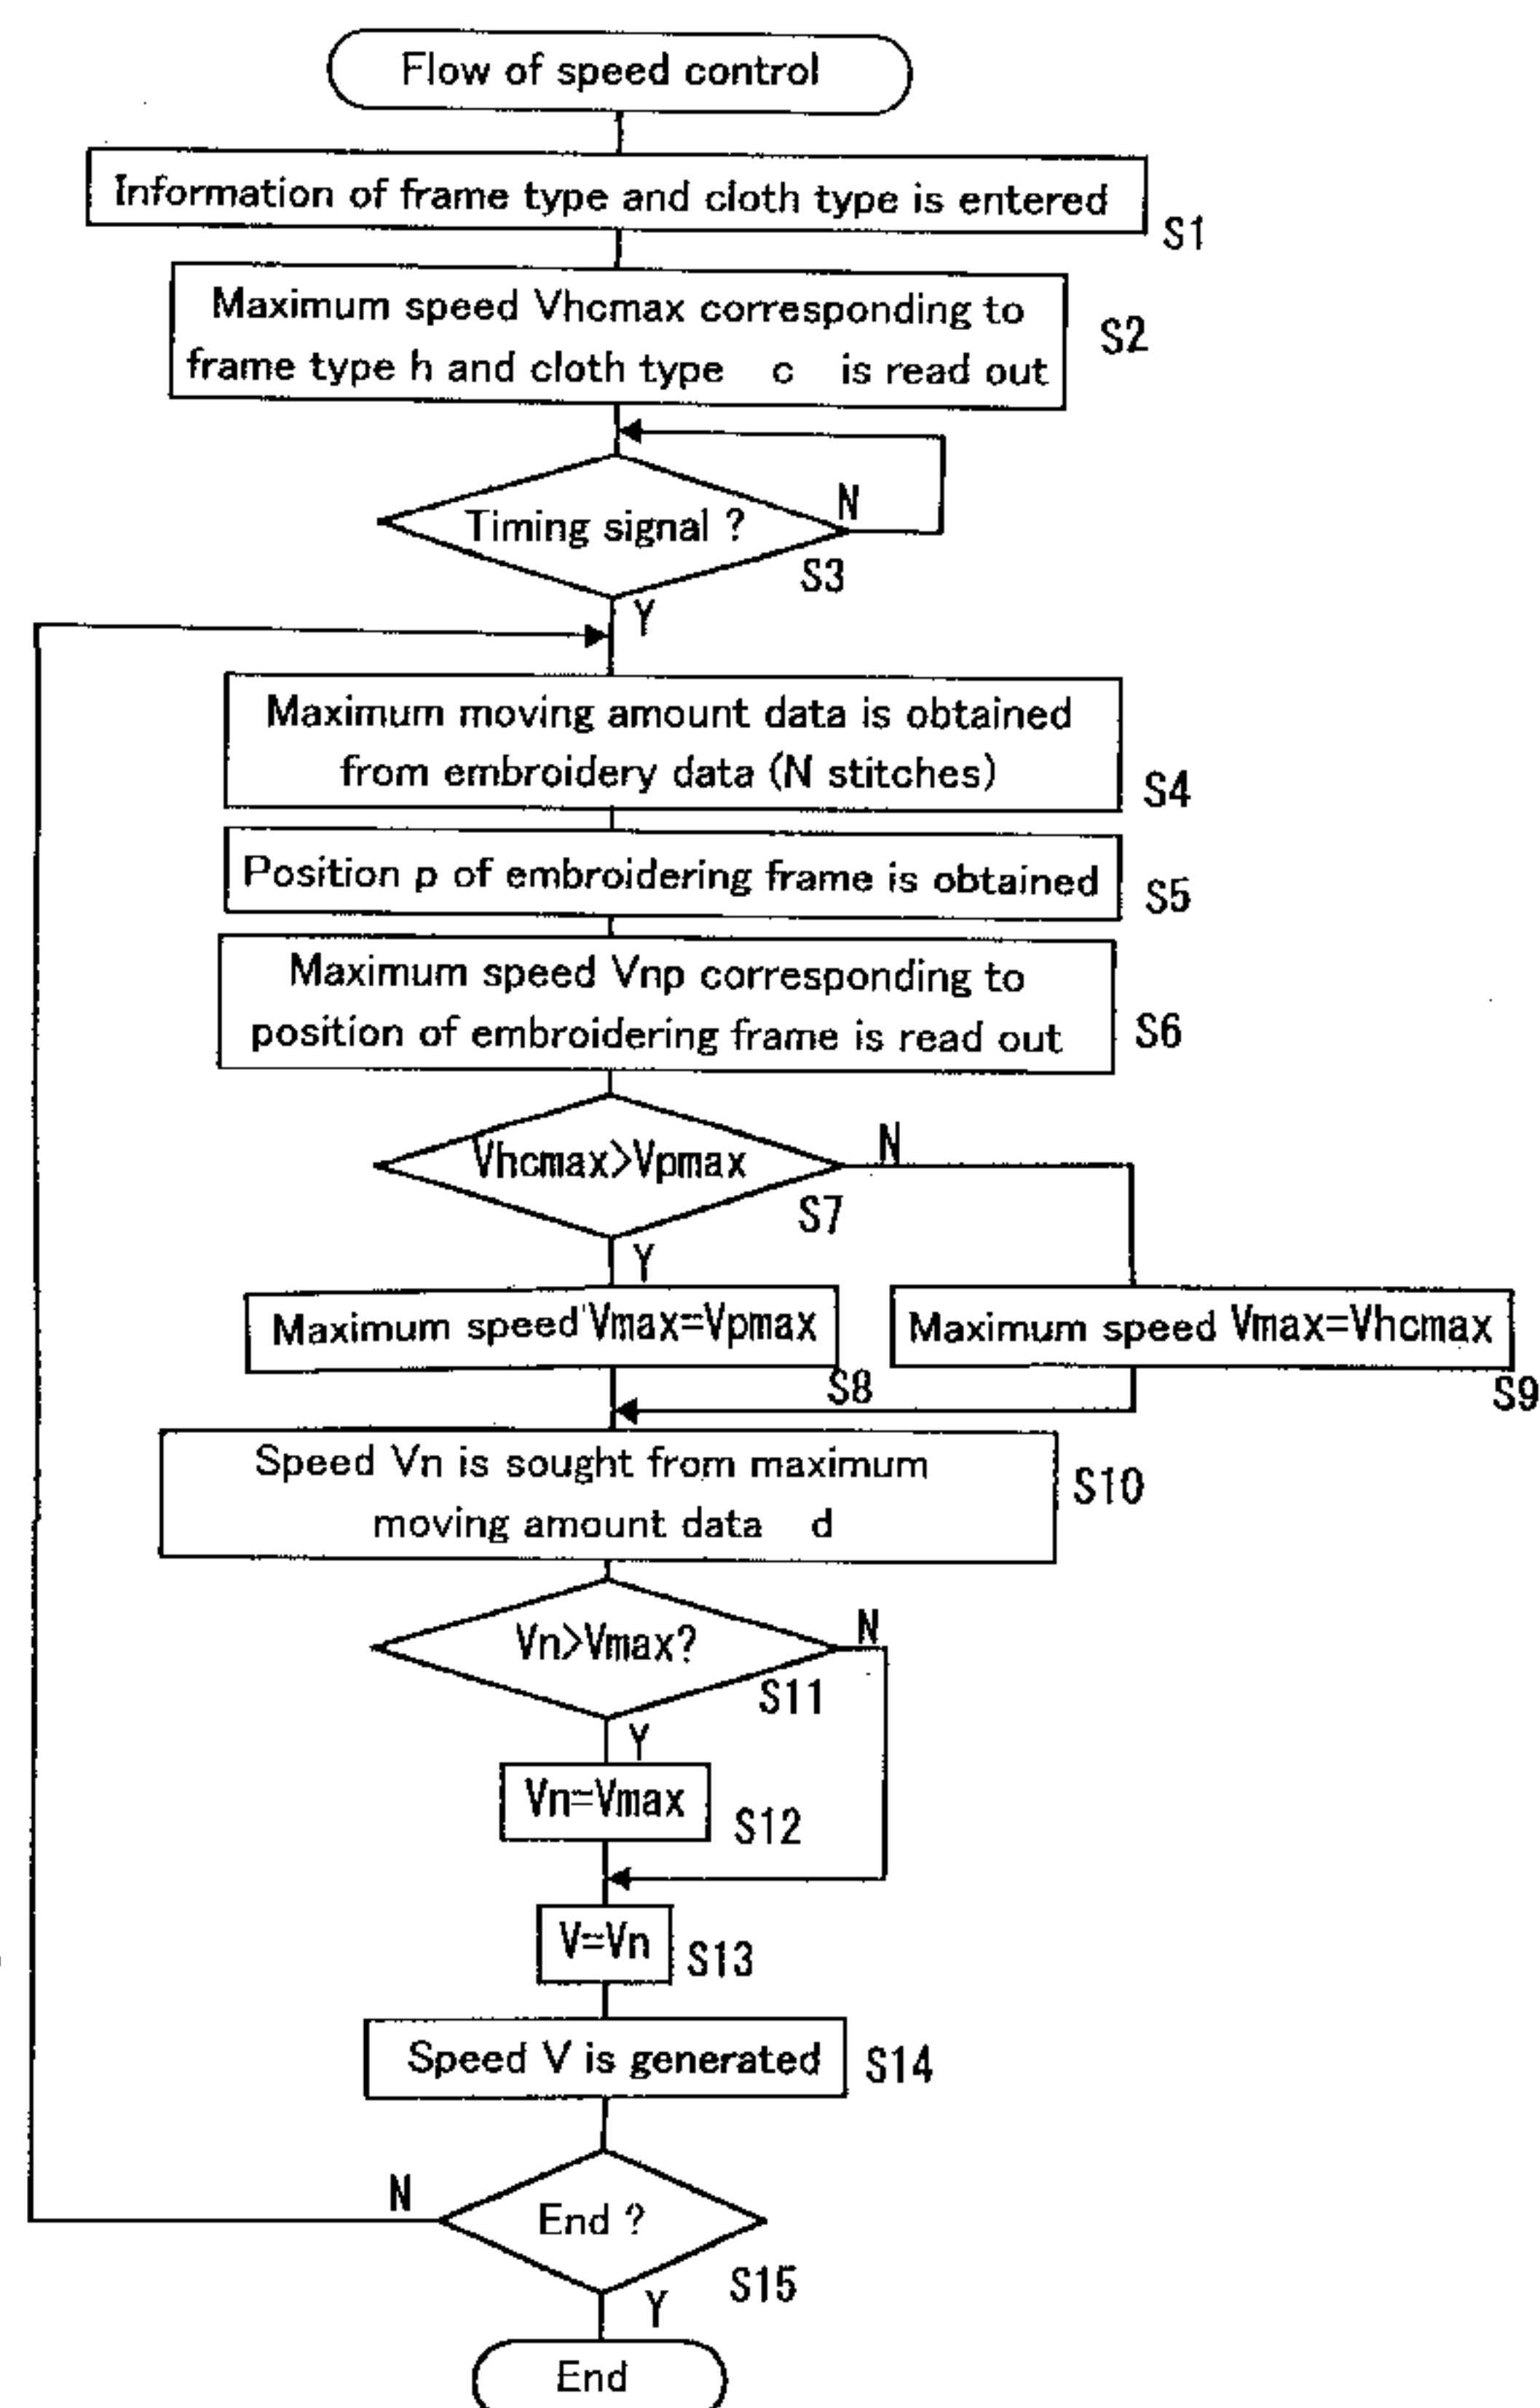 Flow of speed control
Information of frame type and cloth type is entered
S1
Maximum speed Vhcmax corresponding to
frame type h and cloth type c is read out
S2
Timing signal ?
N
S3
Y
Maximum moving amount data is obtained
from embroidery data (N stitches)
S4
Position p of embroidering frame is obtained
S5
Maximum speed Vnp corresponding to
position of embroidering frame is read out
S6
Vhcmax>Vpmax
N
S7
Y
Maximum speed Vmax=Vpmax
S8
Maximum speed Vmax=Vhcmax
S9
Speed Vn is sought from maximum
moving amount data d
S10
Vn>Vmax?
N
S11
Y
Vn=Vmax
S12
V=Vn
S13
Speed V is generated
S14
N
End ?
S15
Y
End